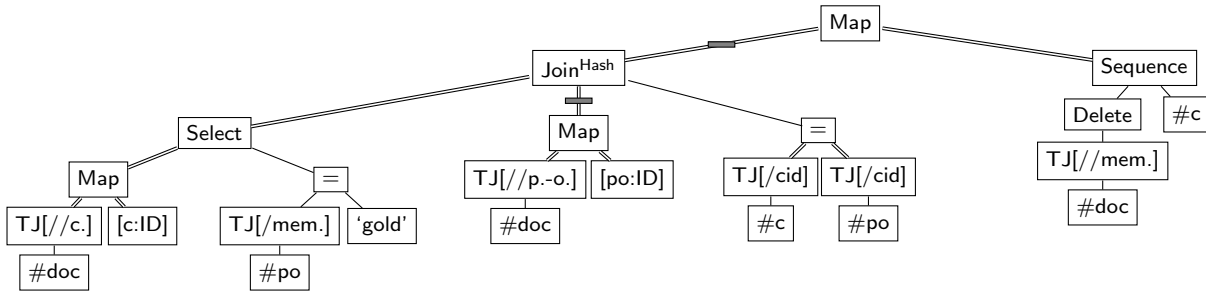 Map
Join^Hash
Sequence
Select
Map
=
Delete
#c
Map
=
TJ[//p.-o.]
[po:ID]
TJ[/cid]
TJ[/cid]
TJ[//mem.]
TJ[//c.]
[c:ID]
TJ[/mem.]
‘gold’
#doc
#c
#po
#doc
#doc
#po